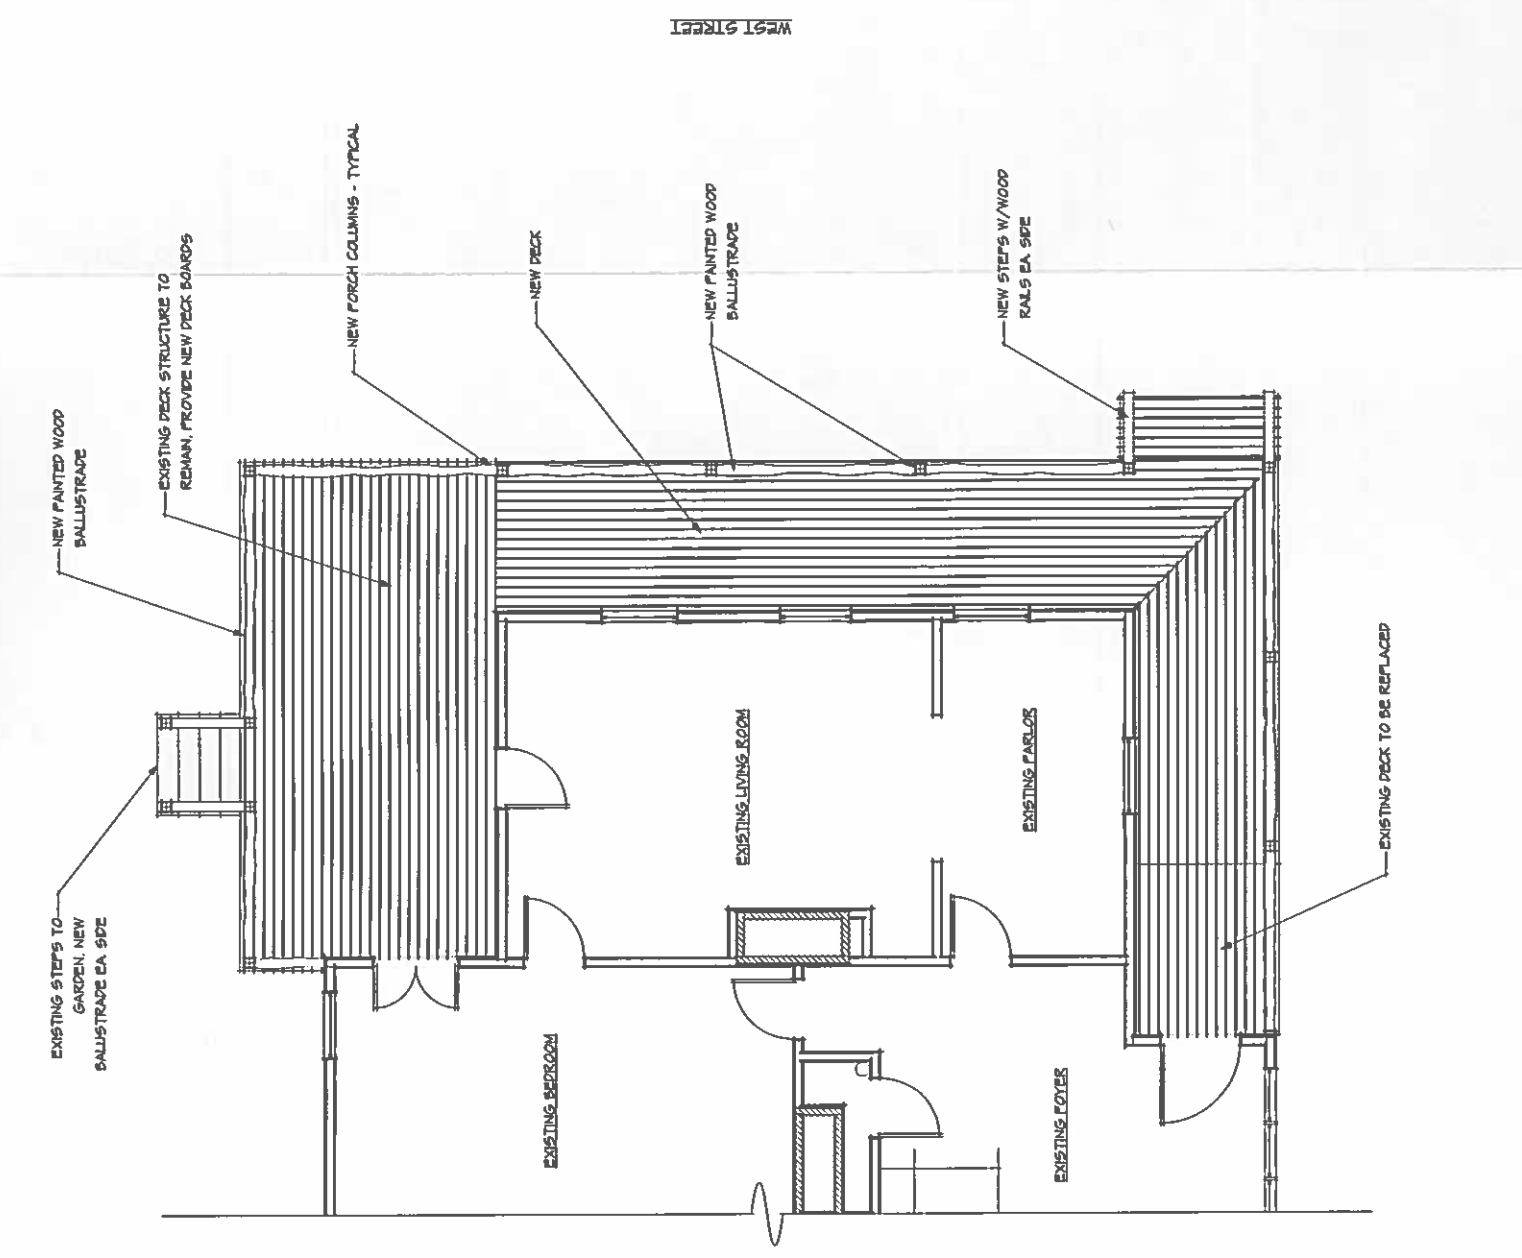 WEST STREET
NEW PAINTED WOOD
BALLUSTRADE
EXISTING DECK STRUCTURE TO
REMAIN, PROVIDE NEW DECK BOARDS
NEW PORCH COLUMNS - TYPICAL
NEW DECK
NEW PAINTED WOOD
BALLUSTRADE
NEW STEPS W/WOOD
RAILS EA. SIDE
EXISTING STEPS TO
GARDEN, NEW
BALUSTRADE EA. SIDE
EXISTING LIVING ROOM
EXISTING PARLOR
EXISTING DECK TO BE REPLACED
EXISTING BEDROOM
EXISTING FOYER